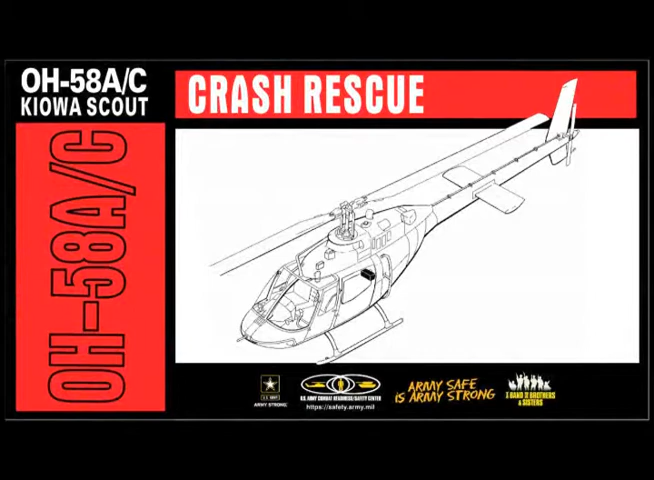 OH-58A/C
KIOWA SCOUT
CRASH RESCUE
OH-58A/C
U.S. ARMY
ARMY STRONG
U.S. ARMY COMBAT READINESS/SAFETY CENTER
https://safety.army.mil
ARMY SAFE
IS ARMY STRONG
A BAND OF BROTHERS
& SISTERS